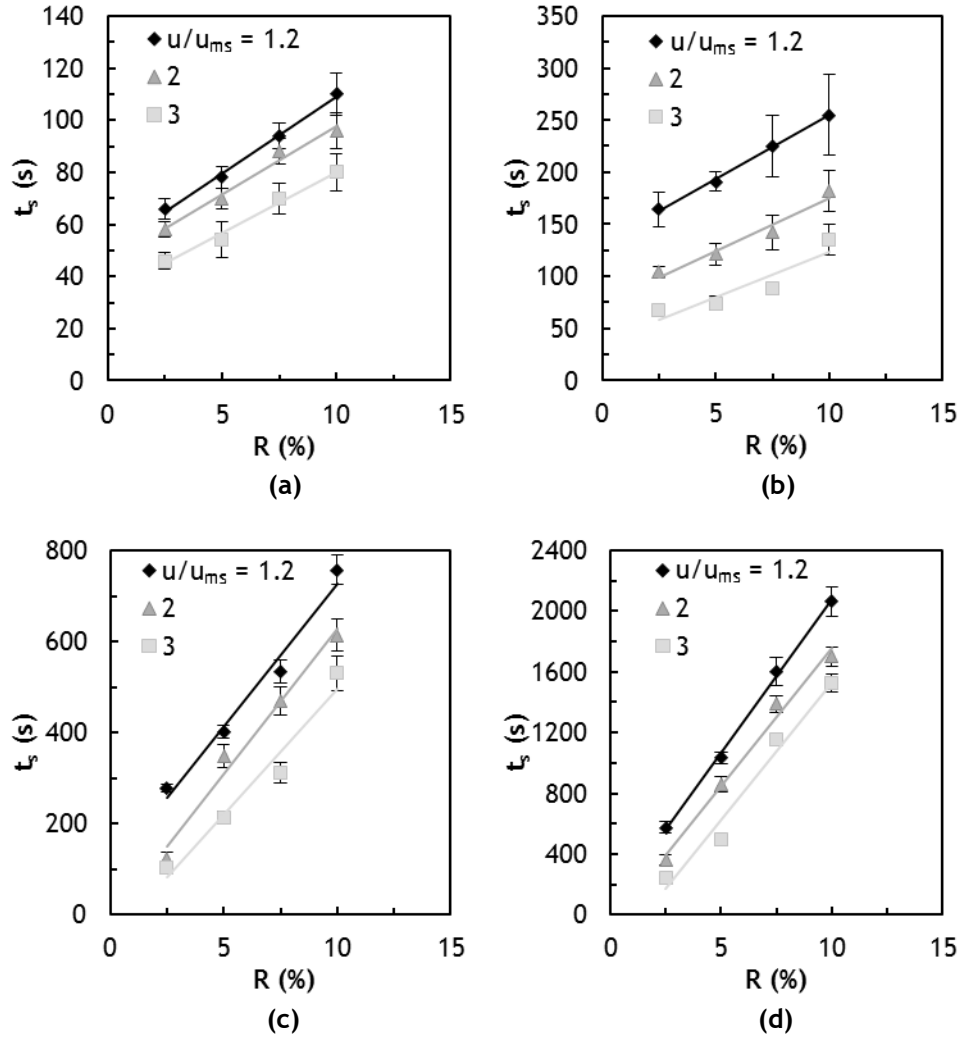 140
120
100
80
60
40
20
0
t_s (s)
u/u_ms = 1.2
2
3
0 5 10 15
R (%)
(a)
350
300
250
200
150
100
50
0
t_s (s)
u/u_ms = 1.2
2
3
0 5 10 15
R (%)
(b)
800
600
400
200
0
t_s (s)
u/u_ms = 1.2
2
3
0 5 10 15
R (%)
(c)
2400
2000
1600
1200
800
400
0
t_s (s)
u/u_ms = 1.2
2
3
0 5 10 15
R (%)
(d)